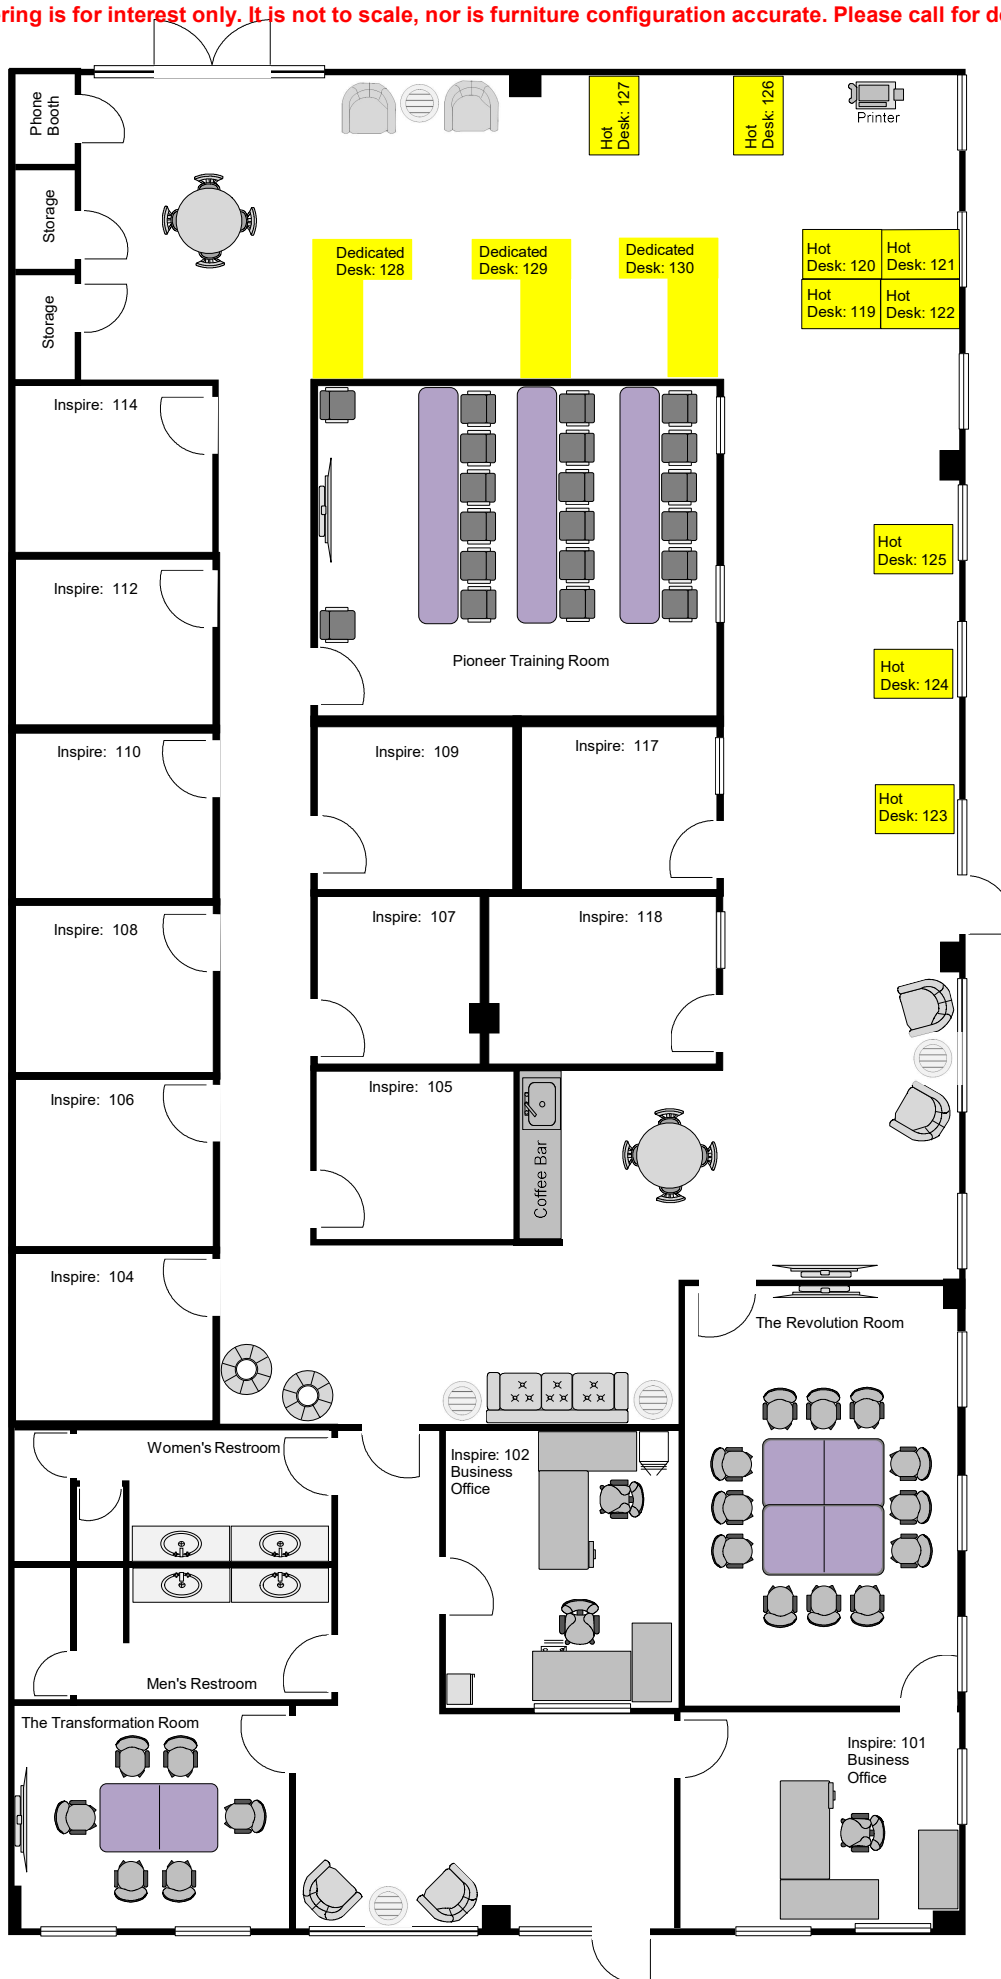 ring is for interest only. It is not to scale, nor is furniture configuration accurate. Please call for de
Phone
Booth
Hot
Desk: 127
Hot
Desk: 126
Printer
Storage
Dedicated
Desk: 128
Dedicated
Desk: 129
Dedicated
Desk: 130
Hot
Desk: 120
Hot
Desk: 121
Hot
Desk: 119
Hot
Desk: 122
Storage
Inspire: 114
Hot
Desk: 125
Inspire: 112
Pioneer Training Room
Hot
Desk: 124
Inspire: 110
Inspire: 109
Inspire: 117
Hot
Desk: 123
Inspire: 108
Inspire: 107
Inspire: 118
Inspire: 106
Inspire: 105
Coffee Bar
Inspire: 104
The Revolution Room
Women's Restroom
Inspire: 102
Business
Office
Men's Restroom
The Transformation Room
Inspire: 101
Business
Office